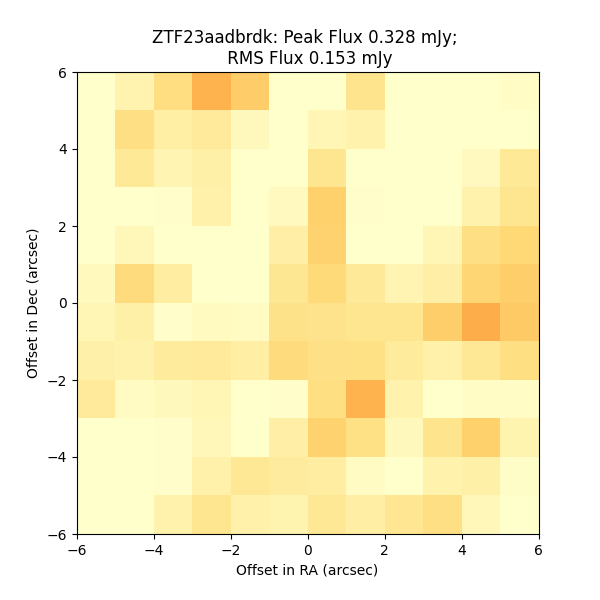 ZTF23aadbrdk: Peak Flux 0.328 mJy;
RMS Flux 0.153 mJy
6
4
2
0
−2
−4
−6
Offset in Dec (arcsec)
−6 −4 −2 0 2 4 6
Offset in RA (arcsec)